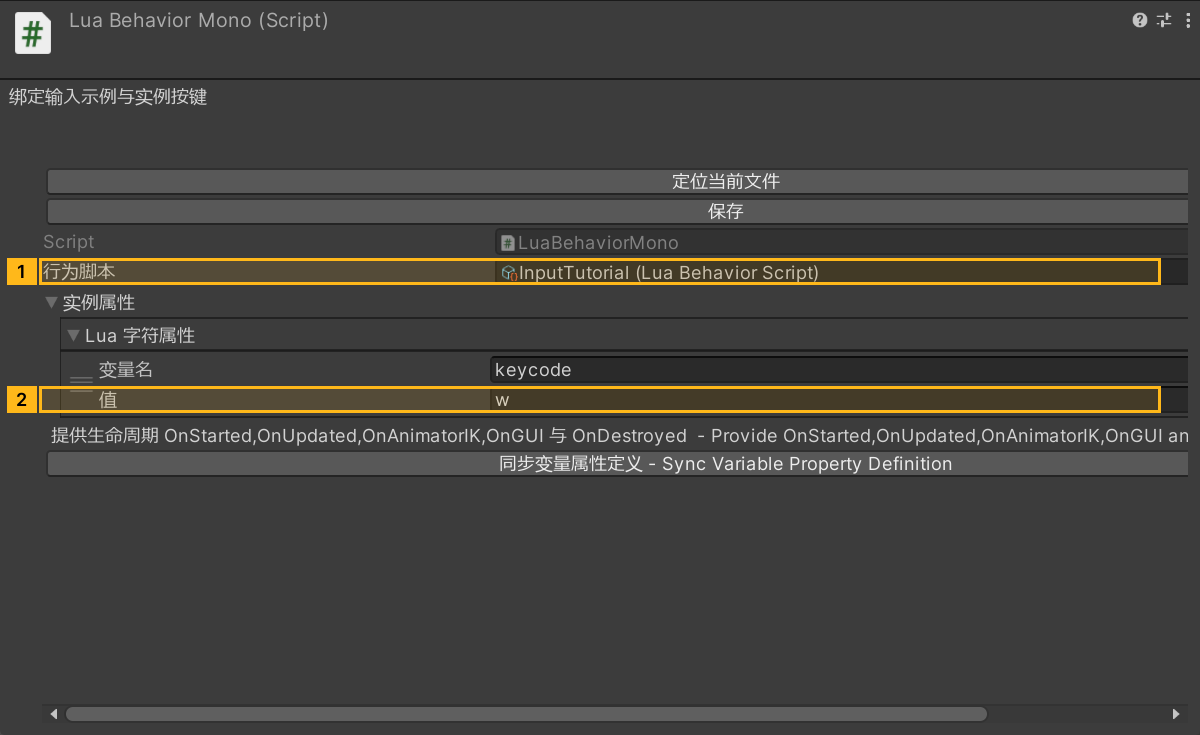 Lua Behavior Mono (Script)
绑定输入示例与实例按键
定位当前文件
保存
Script LuaBehaviorMono
1 行为脚本 InputTutorial (Lua Behavior Script)
实例属性
Lua 字符属性
变量名 keycode
2 值 w
提供生命周期 OnStarted,OnUpdated,OnAnimatorIK,OnGUI 与 OnDestroyed - Provide OnStarted,OnUpdated,OnAnimatorIK,OnGUI an
同步变量属性定义 - Sync Variable Property Definition